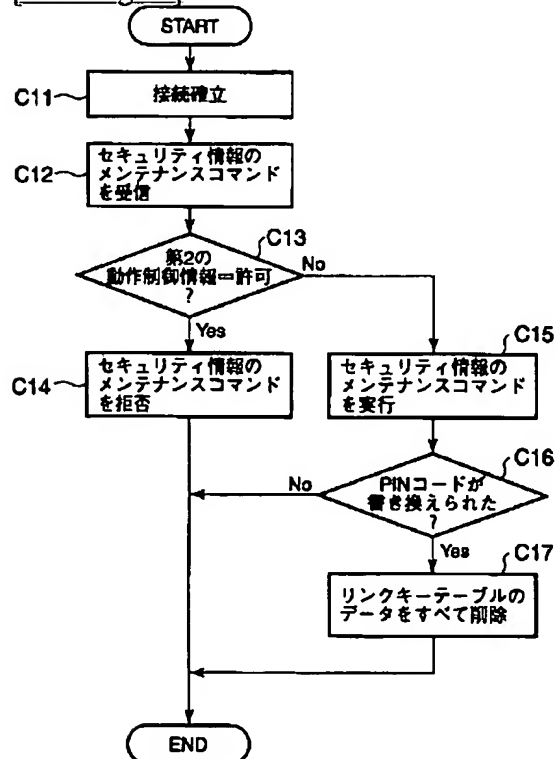 START
C11
接続確立
C12
セキュリティ情報の
メンテナンスコマンド
を受信
C13
第2の
動作制御情報=許可
?
No
Yes
C14
セキュリティ情報の
メンテナンスコマンド
を拒否
C15
セキュリティ情報の
メンテナンスコマンド
を実行
C16
PINコードが
書き換えられた
?
No
Yes
C17
リンクキーテーブルの
データをすべて削除
END